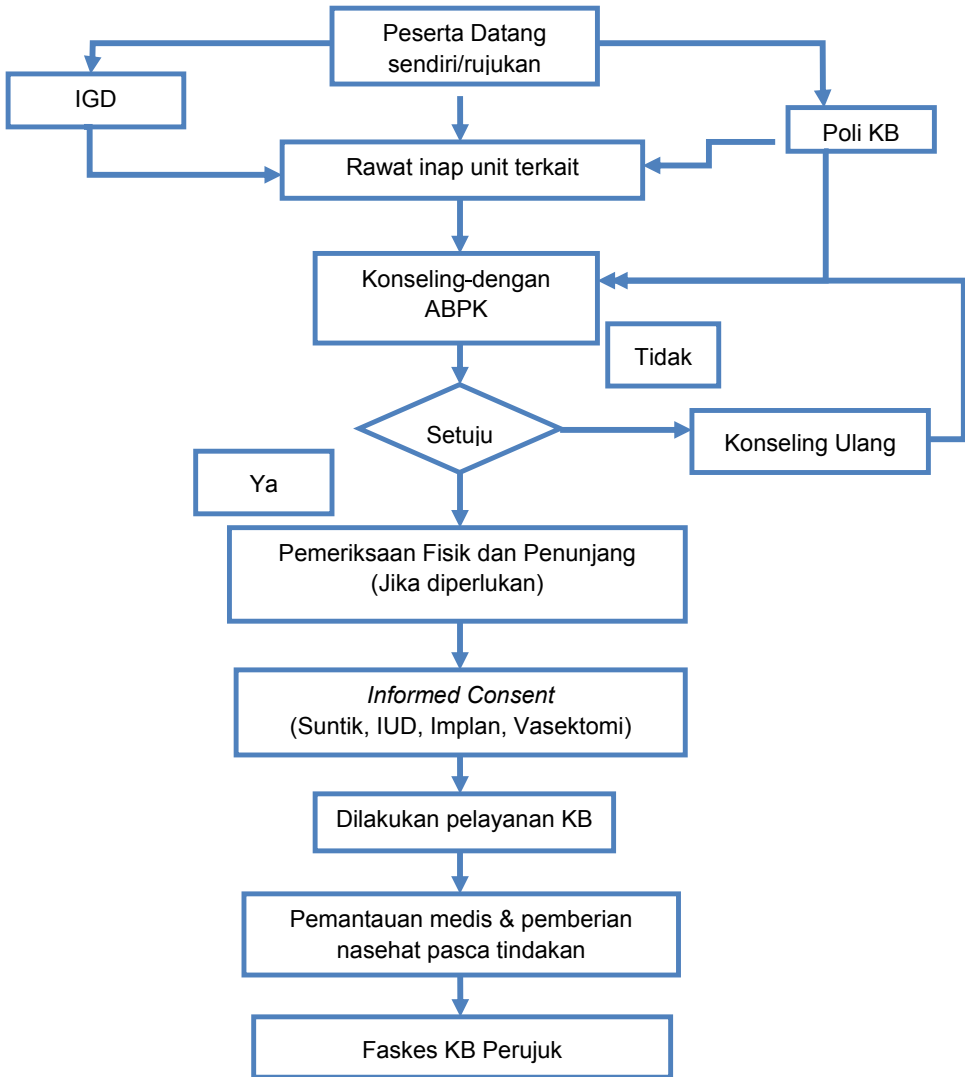 Peserta Datang
sendiri/rujukan
IGD
Poli KB
Rawat inap unit terkait
Konseling-dengan
ABPK
Tidak
Setuju
Konseling Ulang
Ya
Pemeriksaan Fisik dan Penunjang
(Jika diperlukan)
Informed Consent
(Suntik, IUD, Implan, Vasektomi)
Dilakukan pelayanan KB
Pemantauan medis & pemberian
nasehat pasca tindakan
Faskes KB Perujuk